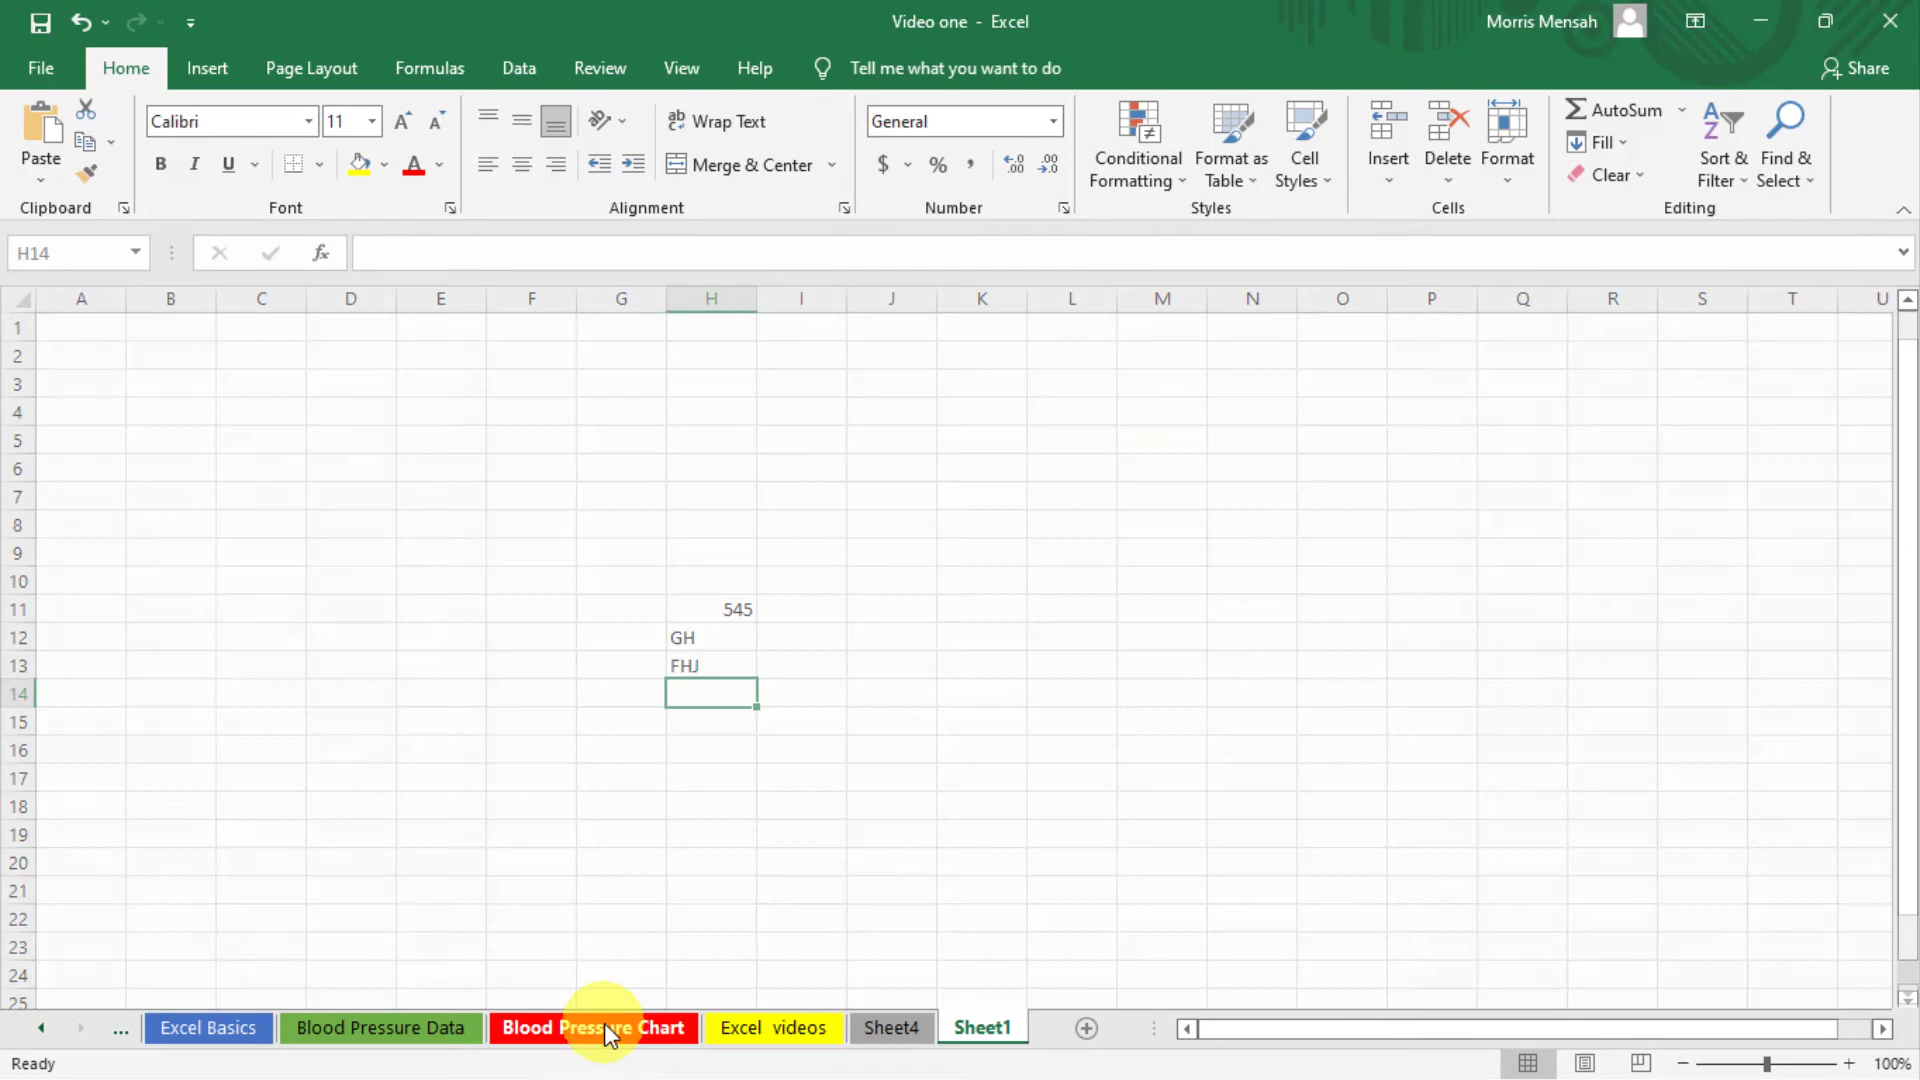 Video one - Excel
Morris Mensah
File Home Insert Page Layout Formulas Data Review View Help Tell me what you want to do Share
Calibri 11 ab Wrap Text General AutoSum
Paste Conditional Format as Cell Insert Delete Format Fill Sort & Find &
B I U A Merge & Center $ % , Formatting Table Styles Clear Filter Select
Clipboard Font Alignment Number Styles Cells Editing
H14 fx
A B C D E F G H I J K L M N O P Q R S T U
1
2
3
4
5
6
7
8
9
10
11 545
12 GH
13 FHJ
14
15
16
17
18
19
20
21
22
23
24
25
... Excel Basics Blood Pressure Data Blood Pressure Chart Excel videos Sheet4 Sheet1
Ready 100%